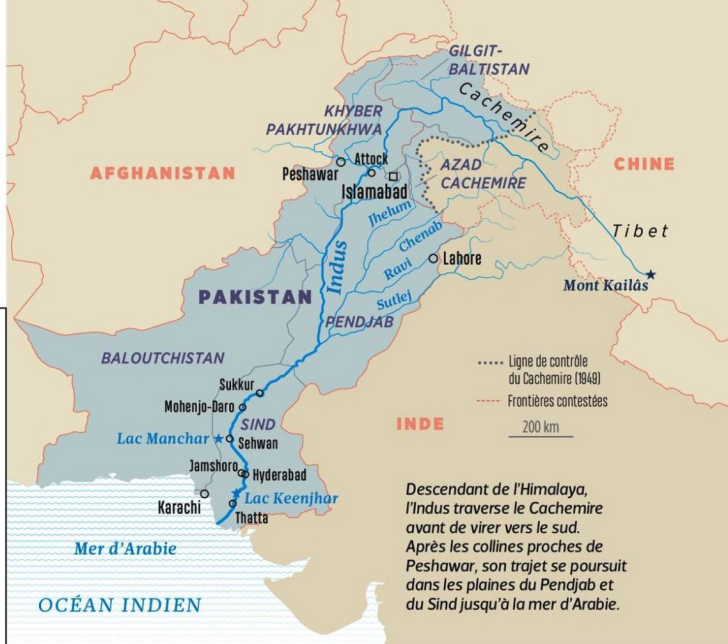 GILGIT-
BALTISTAN
Cachemire
KHYBER
PAKHTUNKHWA
AFGHANISTAN
Peshawar
Attock
Islamabad
AZAD
CACHEMIRE
CHINE
Tibet
Mont Kailâs
Jhelum
Chenab
Ravi
Sutlej
Lahore
Indus
PAKISTAN
PENDJAB
BALOUTCHISTAN
Sukkur
Mohenjo-Daro
SIND
Lac Manchar
Sehwan
Jamshoro
Hyderabad
Lac Keenjhar
Karachi
Thatta
INDE
Ligne de contrôle
du Cachemire (1949)
Frontières contestées
200 km
Mer d'Arabie
OCÉAN INDIEN
Descendant de l'Himalaya,
l'Indus traverse le Cachemire
avant de virer vers le sud.
Après les collines proches de
Peshawar, son trajet se poursuit
dans les plaines du Pendjab et
du Sind jusqu'à la mer d'Arabie.